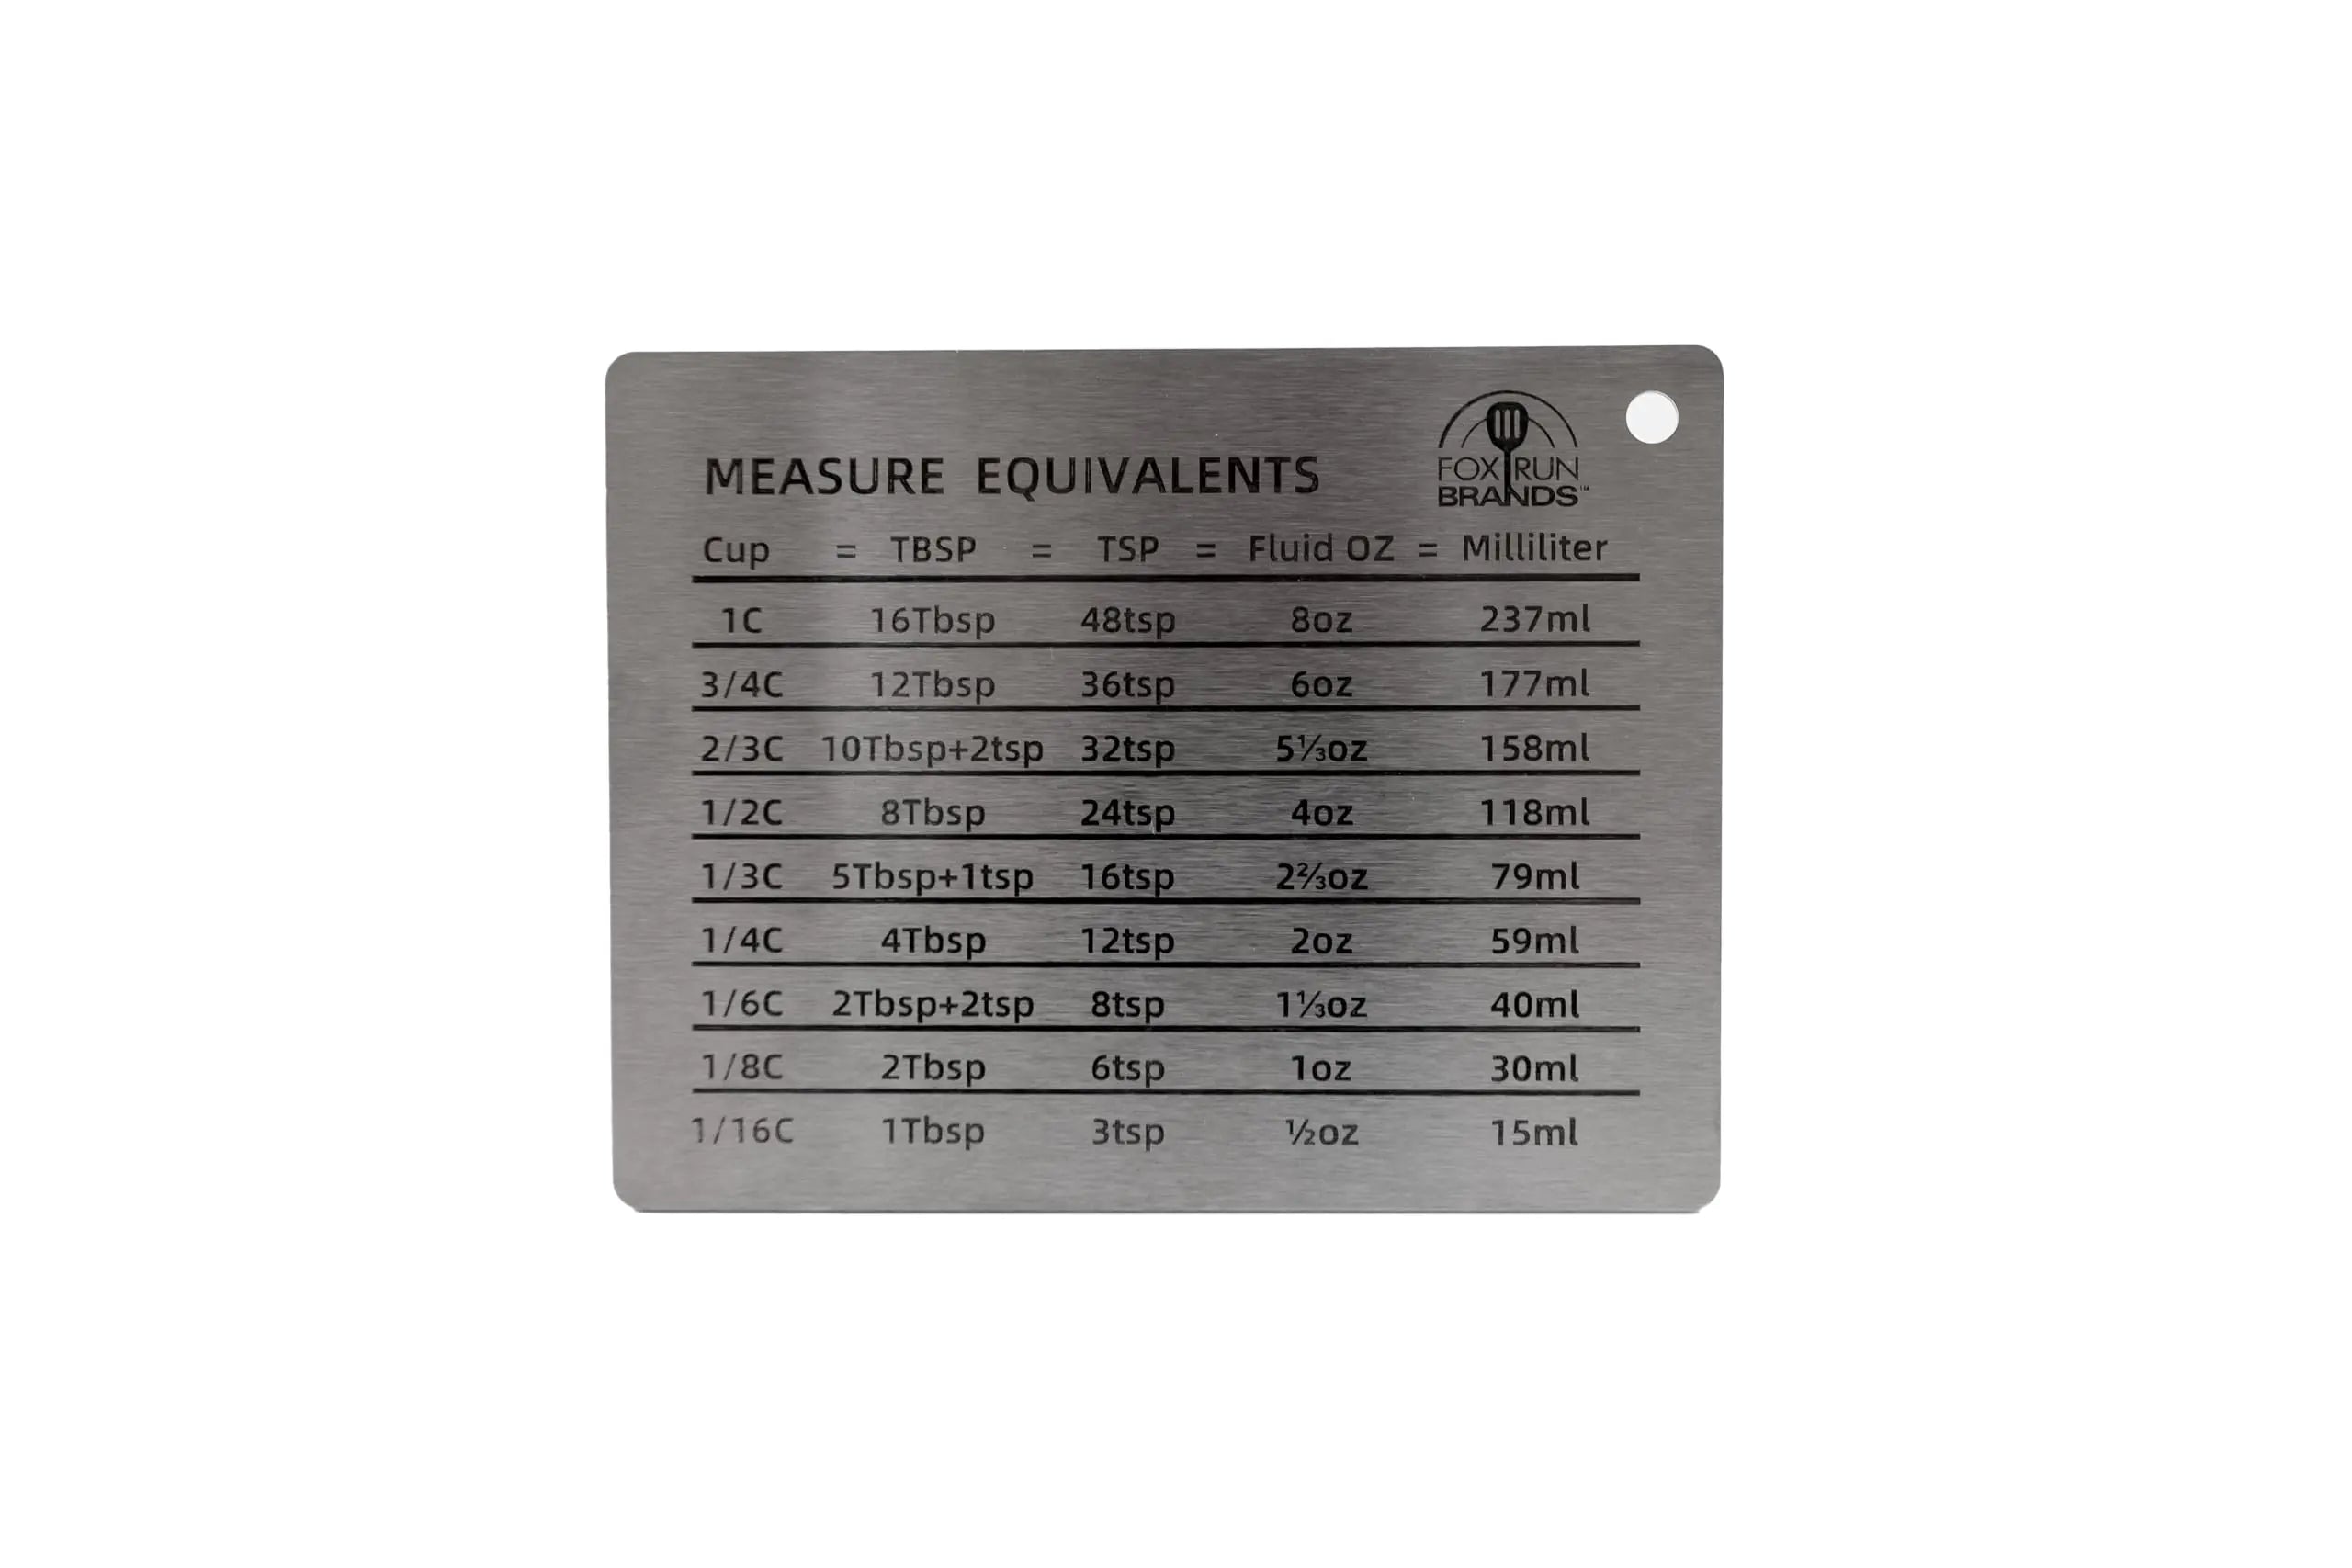 FOX RUN
BRANDS™
MEASURE EQUIVALENTS
Cup = TBSP = TSP = Fluid OZ = Milliliter
1C 16Tbsp 48tsp 8oz 237ml
3/4C 12Tbsp 36tsp 6oz 177ml
2/3C 10Tbsp+2tsp 32tsp 5⅓oz 158ml
1/2C 8Tbsp 24tsp 4oz 118ml
1/3C 5Tbsp+1tsp 16tsp 2⅔oz 79ml
1/4C 4Tbsp 12tsp 2oz 59ml
1/6C 2Tbsp+2tsp 8tsp 1⅓oz 40ml
1/8C 2Tbsp 6tsp 1oz 30ml
1/16C 1Tbsp 3tsp ½oz 15ml